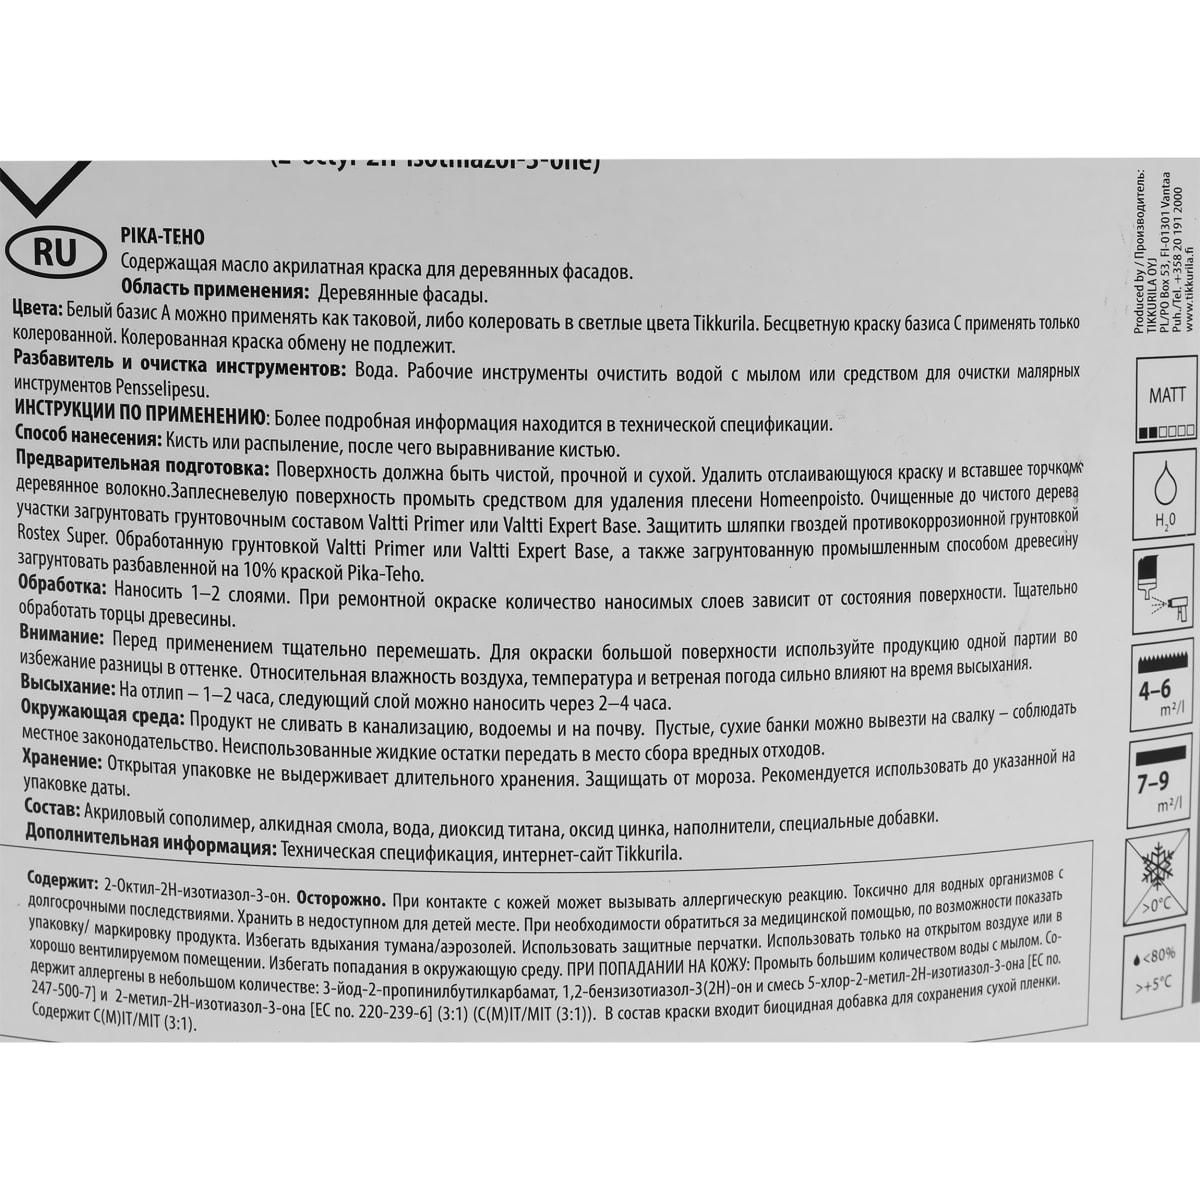 (2-octyl-2H-isothiazol-3-one)
RU
PIKA-TEHO
Содержащая масло акрилатная краска для деревянных фасадов.
Область применения: Деревянные фасады.
Цвета: Белый базис А можно применять как таковой, либо колеровать в светлые цвета Tikkurila. Бесцветную краску базиса С применять только
колерованной. Колерованная краска обмену не подлежит.
Разбавитель и очистка инструментов: Вода. Рабочие инструменты очистить водой с мылом или средством для очистки малярных
инструментов Pensselipesu.
ИНСТРУКЦИИ ПО ПРИМЕНЕНИЮ: Более подробная информация находится в технической спецификации.
Способ нанесения: Кисть или распыление, после чего выравнивание кистью.
Предварительная подготовка: Поверхность должна быть чистой, прочной и сухой. Удалить отслаивающуюся краску и вставшее торчком
деревянное волокно.Заплесневелую поверхность промыть средством для удаления плесени Homeenpoisto. Очищенные до чистого дерева
участки загрунтовать грунтовочным составом Valtti Primer или Valtti Expert Base. Защитить шляпки гвоздей противокоррозионной грунтовкой
Rostex Super. Обработанную грунтовкой Valtti Primer или Valtti Expert Base, а также загрунтованную промышленным способом древесину
загрунтовать разбавленной на 10% краской Pika-Teho.
Обработка: Наносить 1–2 слоями. При ремонтной окраске количество наносимых слоев зависит от состояния поверхности. Тщательно
обработать торцы древесины.
Внимание: Перед применением тщательно перемешать. Для окраски большой поверхности используйте продукцию одной партии во
избежание разницы в оттенке. Относительная влажность воздуха, температура и ветреная погода сильно влияют на время высыхания.
Высыхание: На отлип – 1–2 часа, следующий слой можно наносить через 2–4 часа.
Окружающая среда: Продукт не сливать в канализацию, водоемы и на почву. Пустые, сухие банки можно вывезти на свалку – соблюдать
местное законодательство. Неиспользованные жидкие остатки передать в место сбора вредных отходов.
Хранение: Открытая упаковке не выдерживает длительного хранения. Защищать от мороза. Рекомендуется использовать до указанной на
упаковке даты.
Состав: Акриловый сополимер, алкидная смола, вода, диоксид титана, оксид цинка, наполнители, специальные добавки.
Дополнительная информация: Техническая спецификация, интернет-сайт Tikkurila.
Содержит: 2-Октил-2Н-изотиазол-3-он. Осторожно. При контакте с кожей может вызывать аллергическую реакцию. Токсично для водных организмов с
долгосрочными последствиями. Хранить в недоступном для детей месте. При необходимости обратиться за медицинской помощью, по возможности показать
упаковку/ маркировку продукта. Избегать вдыхания тумана/аэрозолей. Использовать защитные перчатки. Использовать только на открытом воздухе или в
хорошо вентилируемом помещении. Избегать попадания в окружающую среду. ПРИ ПОПАДАНИИ НА КОЖУ: Промыть большим количеством воды с мылом. Со-
держит аллергены в небольшом количестве: 3-йод-2-пропинилбутилкарбамат, 1,2-бензизотиазол-3(2H)-он и смесь 5-хлор-2-метил-2Н-изотиазол-3-она [EC no.
247-500-7] и 2-метил-2Н-изотиазол-3-она [EC no. 220-239-6] (3:1) (C(M)IT/MIT (3:1)). В состав краски входит биоцидная добавка для сохранения сухой пленки.
Содержит C(M)IT/MIT (3:1).
Produced by / Производитель:
TIKKURILA OYJ
PL/PO Box 53, FI-01301 Vantaa
Puh./Tel. +358 20 191 2000
www.tikkurila.fi
MATT
H2O
4–6
m²/l
7–9
m²/l
>0°C
<80%
>+5°C